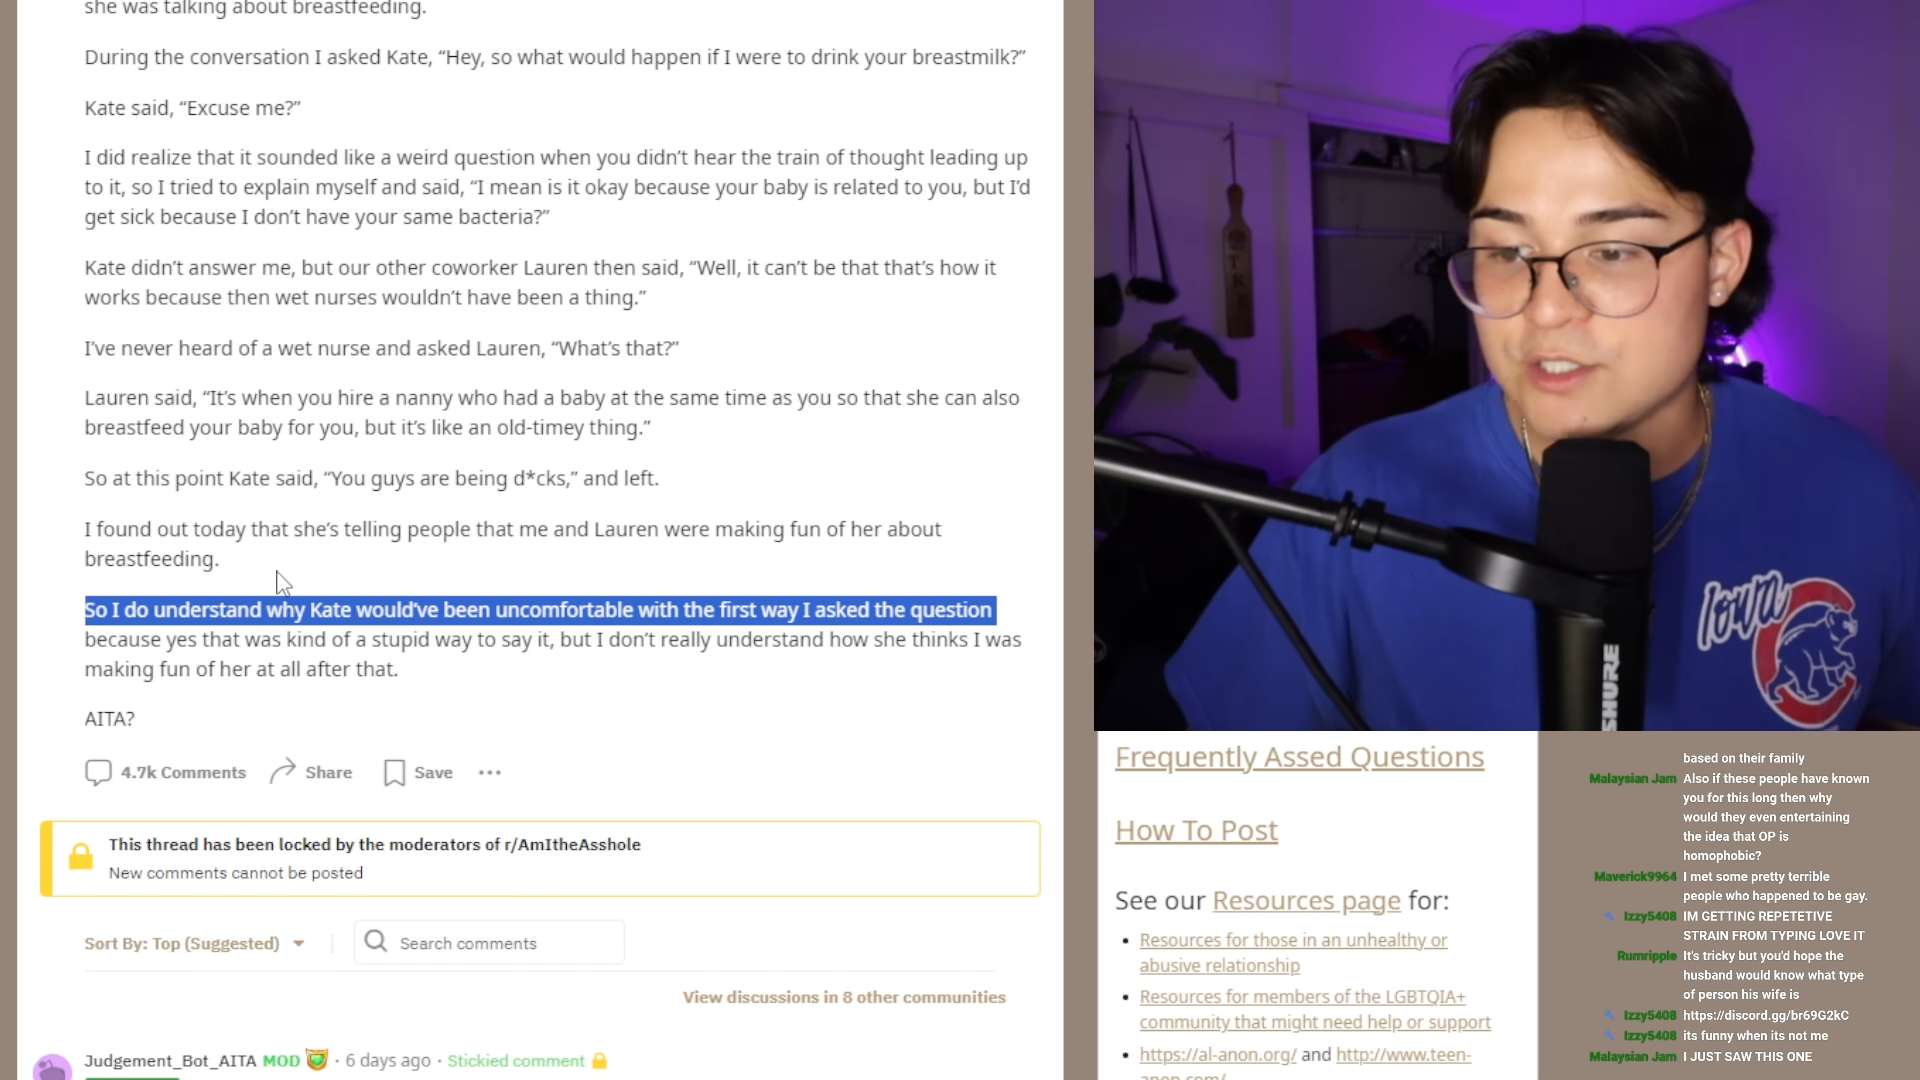 she was talking about breastfeeding.
During the conversation I asked Kate, “Hey, so what would happen if I were to drink your breastmilk?”
Kate said, “Excuse me?”
I did realize that it sounded like a weird question when you didn’t hear the train of thought leading up
to it, so I tried to explain myself and said, “I mean is it okay because your baby is related to you, but I’d
get sick because I don’t have your same bacteria?”
Kate didn’t answer me, but our other coworker Lauren then said, “Well, it can’t be that that’s how it
works because then wet nurses wouldn’t have been a thing.”
I’ve never heard of a wet nurse and asked Lauren, “What’s that?”
Lauren said, “It’s when you hire a nanny who had a baby at the same time as you so that she can also
breastfeed your baby for you, but it’s like an old-timey thing.”
So at this point Kate said, “You guys are being d*cks,” and left.
I found out today that she’s telling people that me and Lauren were making fun of her about
breastfeeding.
So I do understand why Kate would’ve been uncomfortable with the first way I asked the question
because yes that was kind of a stupid way to say it, but I don’t really understand how she thinks I was
making fun of her at all after that.
AITA?
4.7k Comments Share Save
This thread has been locked by the moderators of r/AmItheAsshole
New comments cannot be posted
Sort By: Top (Suggested) Search comments
View discussions in 8 other communities
Judgement_Bot_AITA MOD · 6 days ago · Stickied comment
SHURE
Frequently Assed Questions
How To Post
See our Resources page for:
• Resources for those in an unhealthy or
abusive relationship
• Resources for members of the LGBTQIA+
community that might need help or support
• https://al-anon.org/ and http://www.teen-
anon.com/
based on their family
Malaysian Jam Also if these people have known
you for this long then why
would they even entertaining
the idea that OP is
homophobic?
Maverick9964 I met some pretty terrible
people who happened to be gay.
Izzy5408 IM GETTING REPETETIVE
STRAIN FROM TYPING LOVE IT
Rumripple It's tricky but you'd hope the
husband would know what type
of person his wife is
Izzy5408 https://discord.gg/br69G2kC
Izzy5408 its funny when its not me
Malaysian Jam I JUST SAW THIS ONE